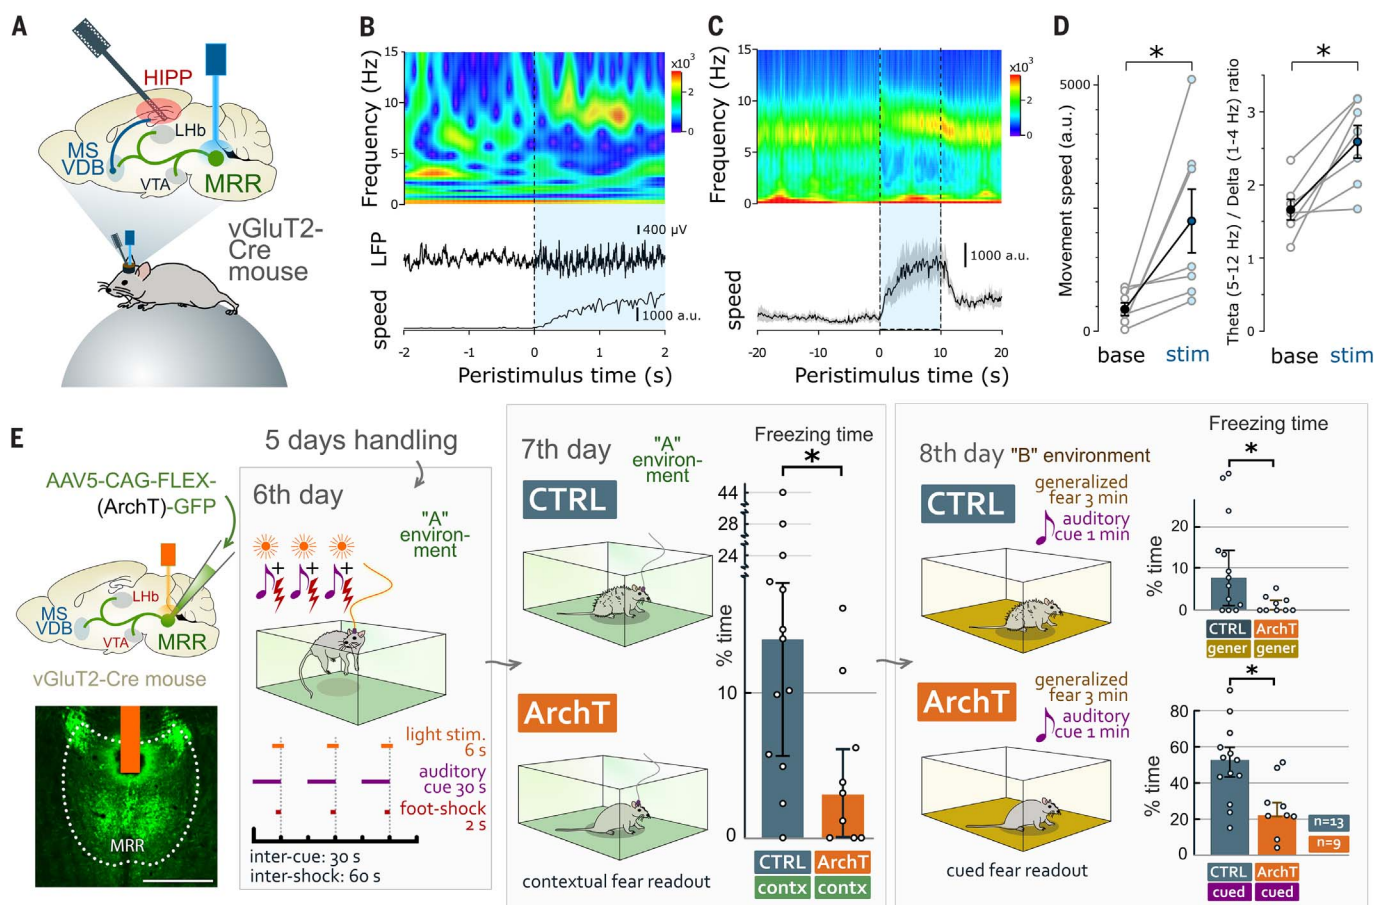 A
HIPP
LHb
MS
VDB
VTA
MRR
vGluT2-
Cre
mouse
B
Frequency (Hz)
15
10
5
0
x10³
2
0
LFP
400 µV
speed
1000 a.u.
-2
-1
0
1
2
Peristimulus time (s)
C
Frequency (Hz)
15
10
5
0
x10³
2
0
speed
1000 a.u.
-20
-10
0
10
20
Peristimulus time (s)
D
Movement speed (a.u.)
5000
0
*
base
stim
Theta (5-12 Hz) / Delta (1-4 Hz) ratio
3
2
1
0
*
base
stim
E
AAV5-CAG-FLEX-
(ArchT)-GFP
LHb
MS
VDB
VTA
MRR
vGluT2-Cre mouse
MRR
5 days handling
6th day
"A"
environ-
ment
+
+
+
light stim.
6 s
auditory
cue 30 s
foot-shock
2 s
inter-cue: 30 s
inter-shock: 60 s
7th day
"A"
environ-
ment
CTRL
ArchT
contextual fear readout
Freezing time
*
% time
44
28
24
10
0
CTRL
ArchT
contx
contx
8th day "B" environment
CTRL
generalized
fear 3 min
auditory
cue 1 min
ArchT
generalized
fear 3 min
auditory
cue 1 min
cued fear readout
Freezing time
*
% time
20
10
0
CTRL
ArchT
gener
gener
*
% time
80
60
40
20
0
n=13
n=9
CTRL
ArchT
cued
cued